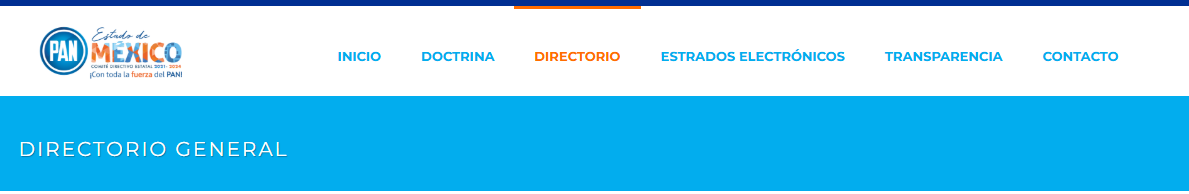 PAN
Estado de
MÉXICO
COMITÉ DIRECTIVO ESTATAL 2021 - 2024
¡Con toda la fuerza del PAN!
INICIO DOCTRINA DIRECTORIO ESTRADOS ELECTRÓNICOS TRANSPARENCIA CONTACTO
DIRECTORIO GENERAL